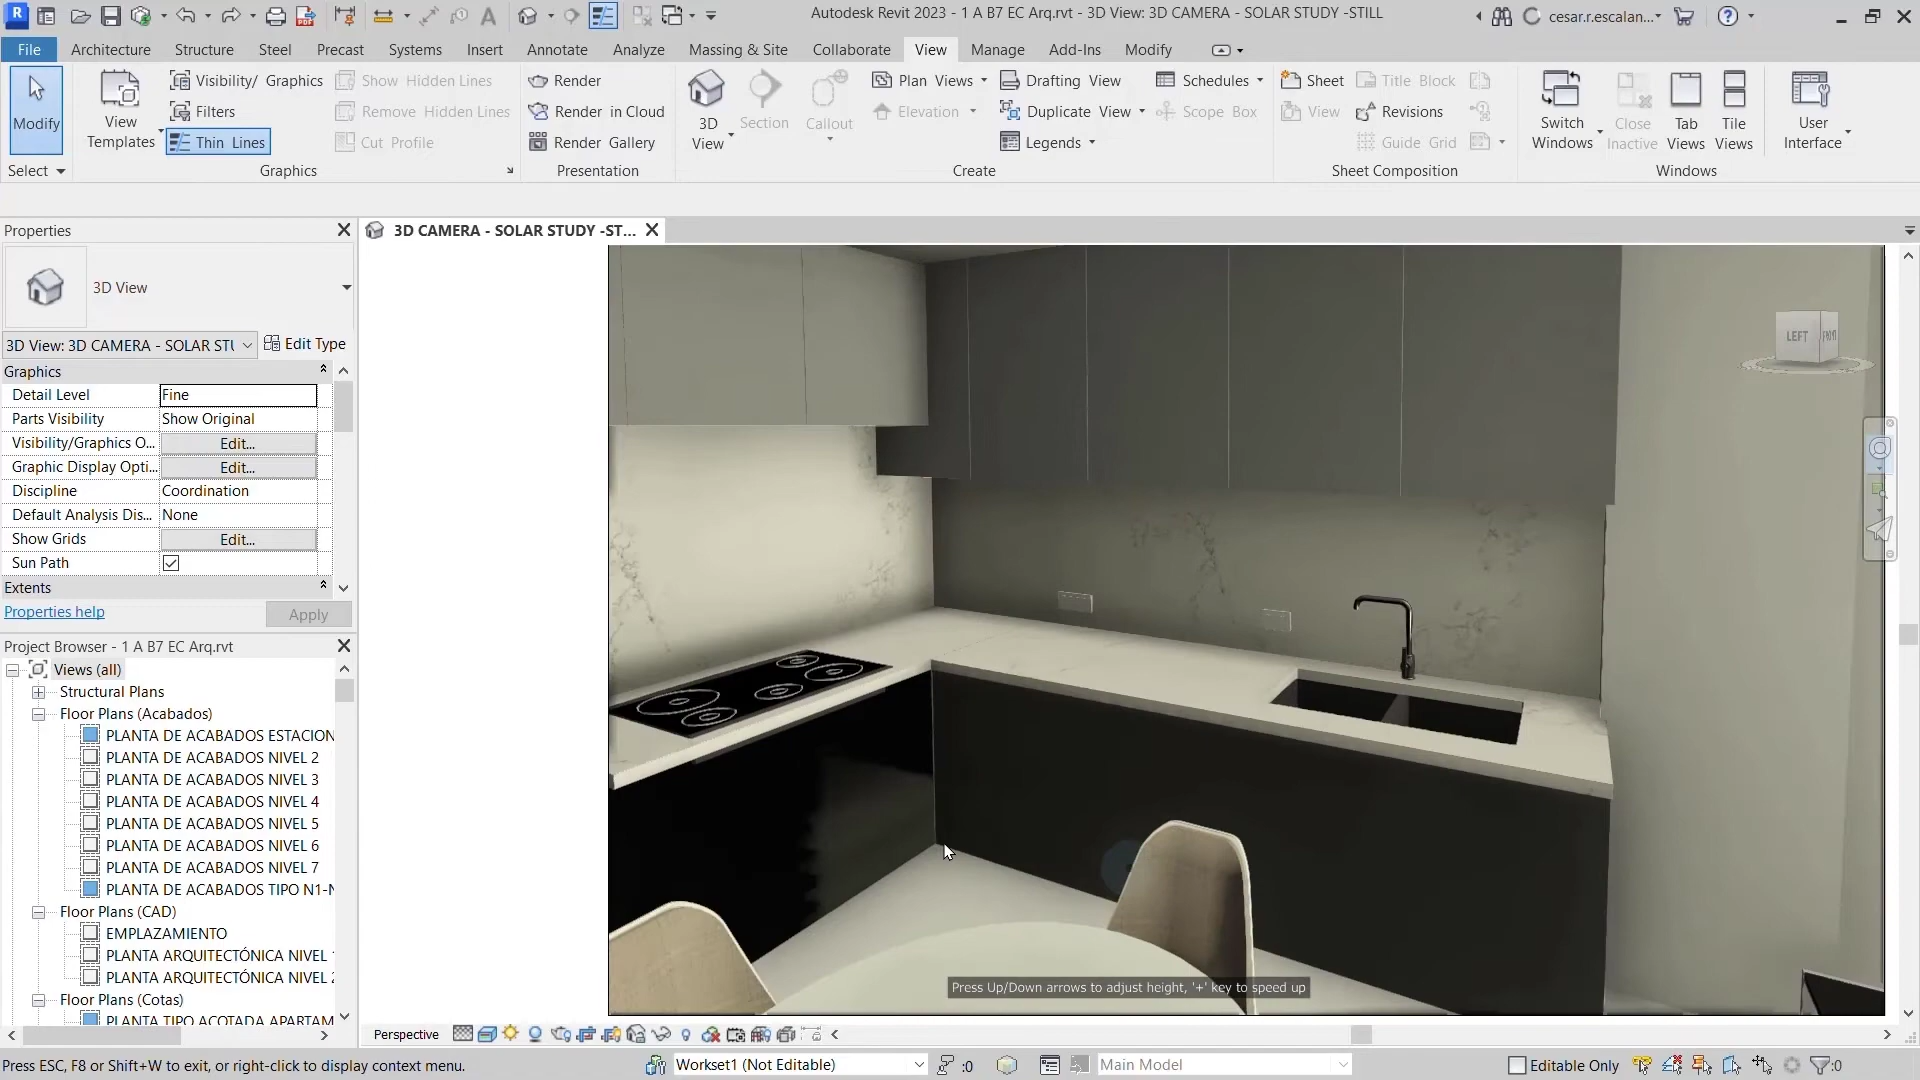 Autodesk Revit 2023 - 1 A B7 EC Arq.rvt - 3D View: 3D CAMERA - SOLAR STUDY -STILL
cesar.r.escalan...
File Architecture Structure Steel Precast Systems Insert Annotate Analyze Massing & Site Collaborate View Manage Add-Ins Modify
Modify
View
Templates
Visibility/ Graphics
Filters
Thin Lines
Show Hidden Lines
Remove Hidden Lines
Cut Profile
Render
Render in Cloud
Render Gallery
3D
View
Section
Callout
Plan Views
Elevation
Drafting View
Duplicate View
Legends
Schedules
Scope Box
Sheet
View
Title Block
Revisions
Guide Grid
Switch
Windows
Close
Inactive
Tab
Views
Tile
Views
User
Interface
Select
Graphics
Presentation
Create
Sheet Composition
Windows
Properties
3D View
3D View: 3D CAMERA - SOLAR STU
Edit Type
Graphics
Detail Level Fine
Parts Visibility Show Original
Visibility/Graphics O... Edit...
Graphic Display Opti... Edit...
Discipline Coordination
Default Analysis Dis... None
Show Grids Edit...
Sun Path
Extents
Properties help
Apply
Project Browser - 1 A B7 EC Arq.rvt
Views (all)
Structural Plans
Floor Plans (Acabados)
PLANTA DE ACABADOS ESTACION
PLANTA DE ACABADOS NIVEL 2
PLANTA DE ACABADOS NIVEL 3
PLANTA DE ACABADOS NIVEL 4
PLANTA DE ACABADOS NIVEL 5
PLANTA DE ACABADOS NIVEL 6
PLANTA DE ACABADOS NIVEL 7
PLANTA DE ACABADOS TIPO N1-N
Floor Plans (CAD)
EMPLAZAMIENTO
PLANTA ARQUITECTÓNICA NIVEL 1
PLANTA ARQUITECTÓNICA NIVEL 2
Floor Plans (Cotas)
PLANTA TIPO ACOTADA APARTAM
3D CAMERA - SOLAR STUDY -ST...
LEFT
FRONT
Press Up/Down arrows to adjust height, '+' key to speed up
Perspective
Press ESC, F8 or Shift+W to exit, or right-click to display context menu.
Workset1 (Not Editable)
:0
Main Model
Editable Only
:0